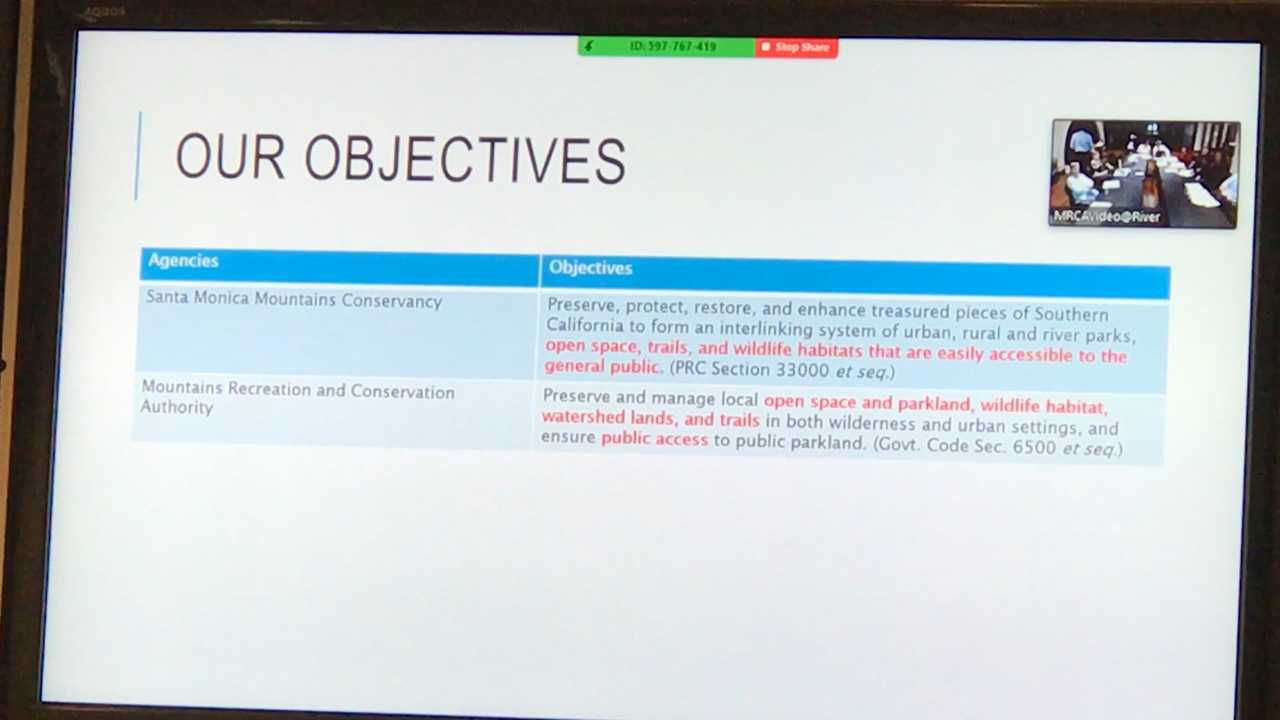 AQUOS
ID: 597-767-419
Stop Share
OUR OBJECTIVES
MRCAVideo@River
Agencies
Objectives
Santa Monica Mountains Conservancy
Preserve, protect, restore, and enhance treasured pieces of Southern
California to form an interlinking system of urban, rural and river parks,
open space, trails, and wildlife habitats that are easily accessible to the
general public. (PRC Section 33000 et seq.)
Mountains Recreation and Conservation
Authority
Preserve and manage local open space and parkland, wildlife habitat,
watershed lands, and trails in both wilderness and urban settings, and
ensure public access to public parkland. (Govt. Code Sec. 6500 et seq.)